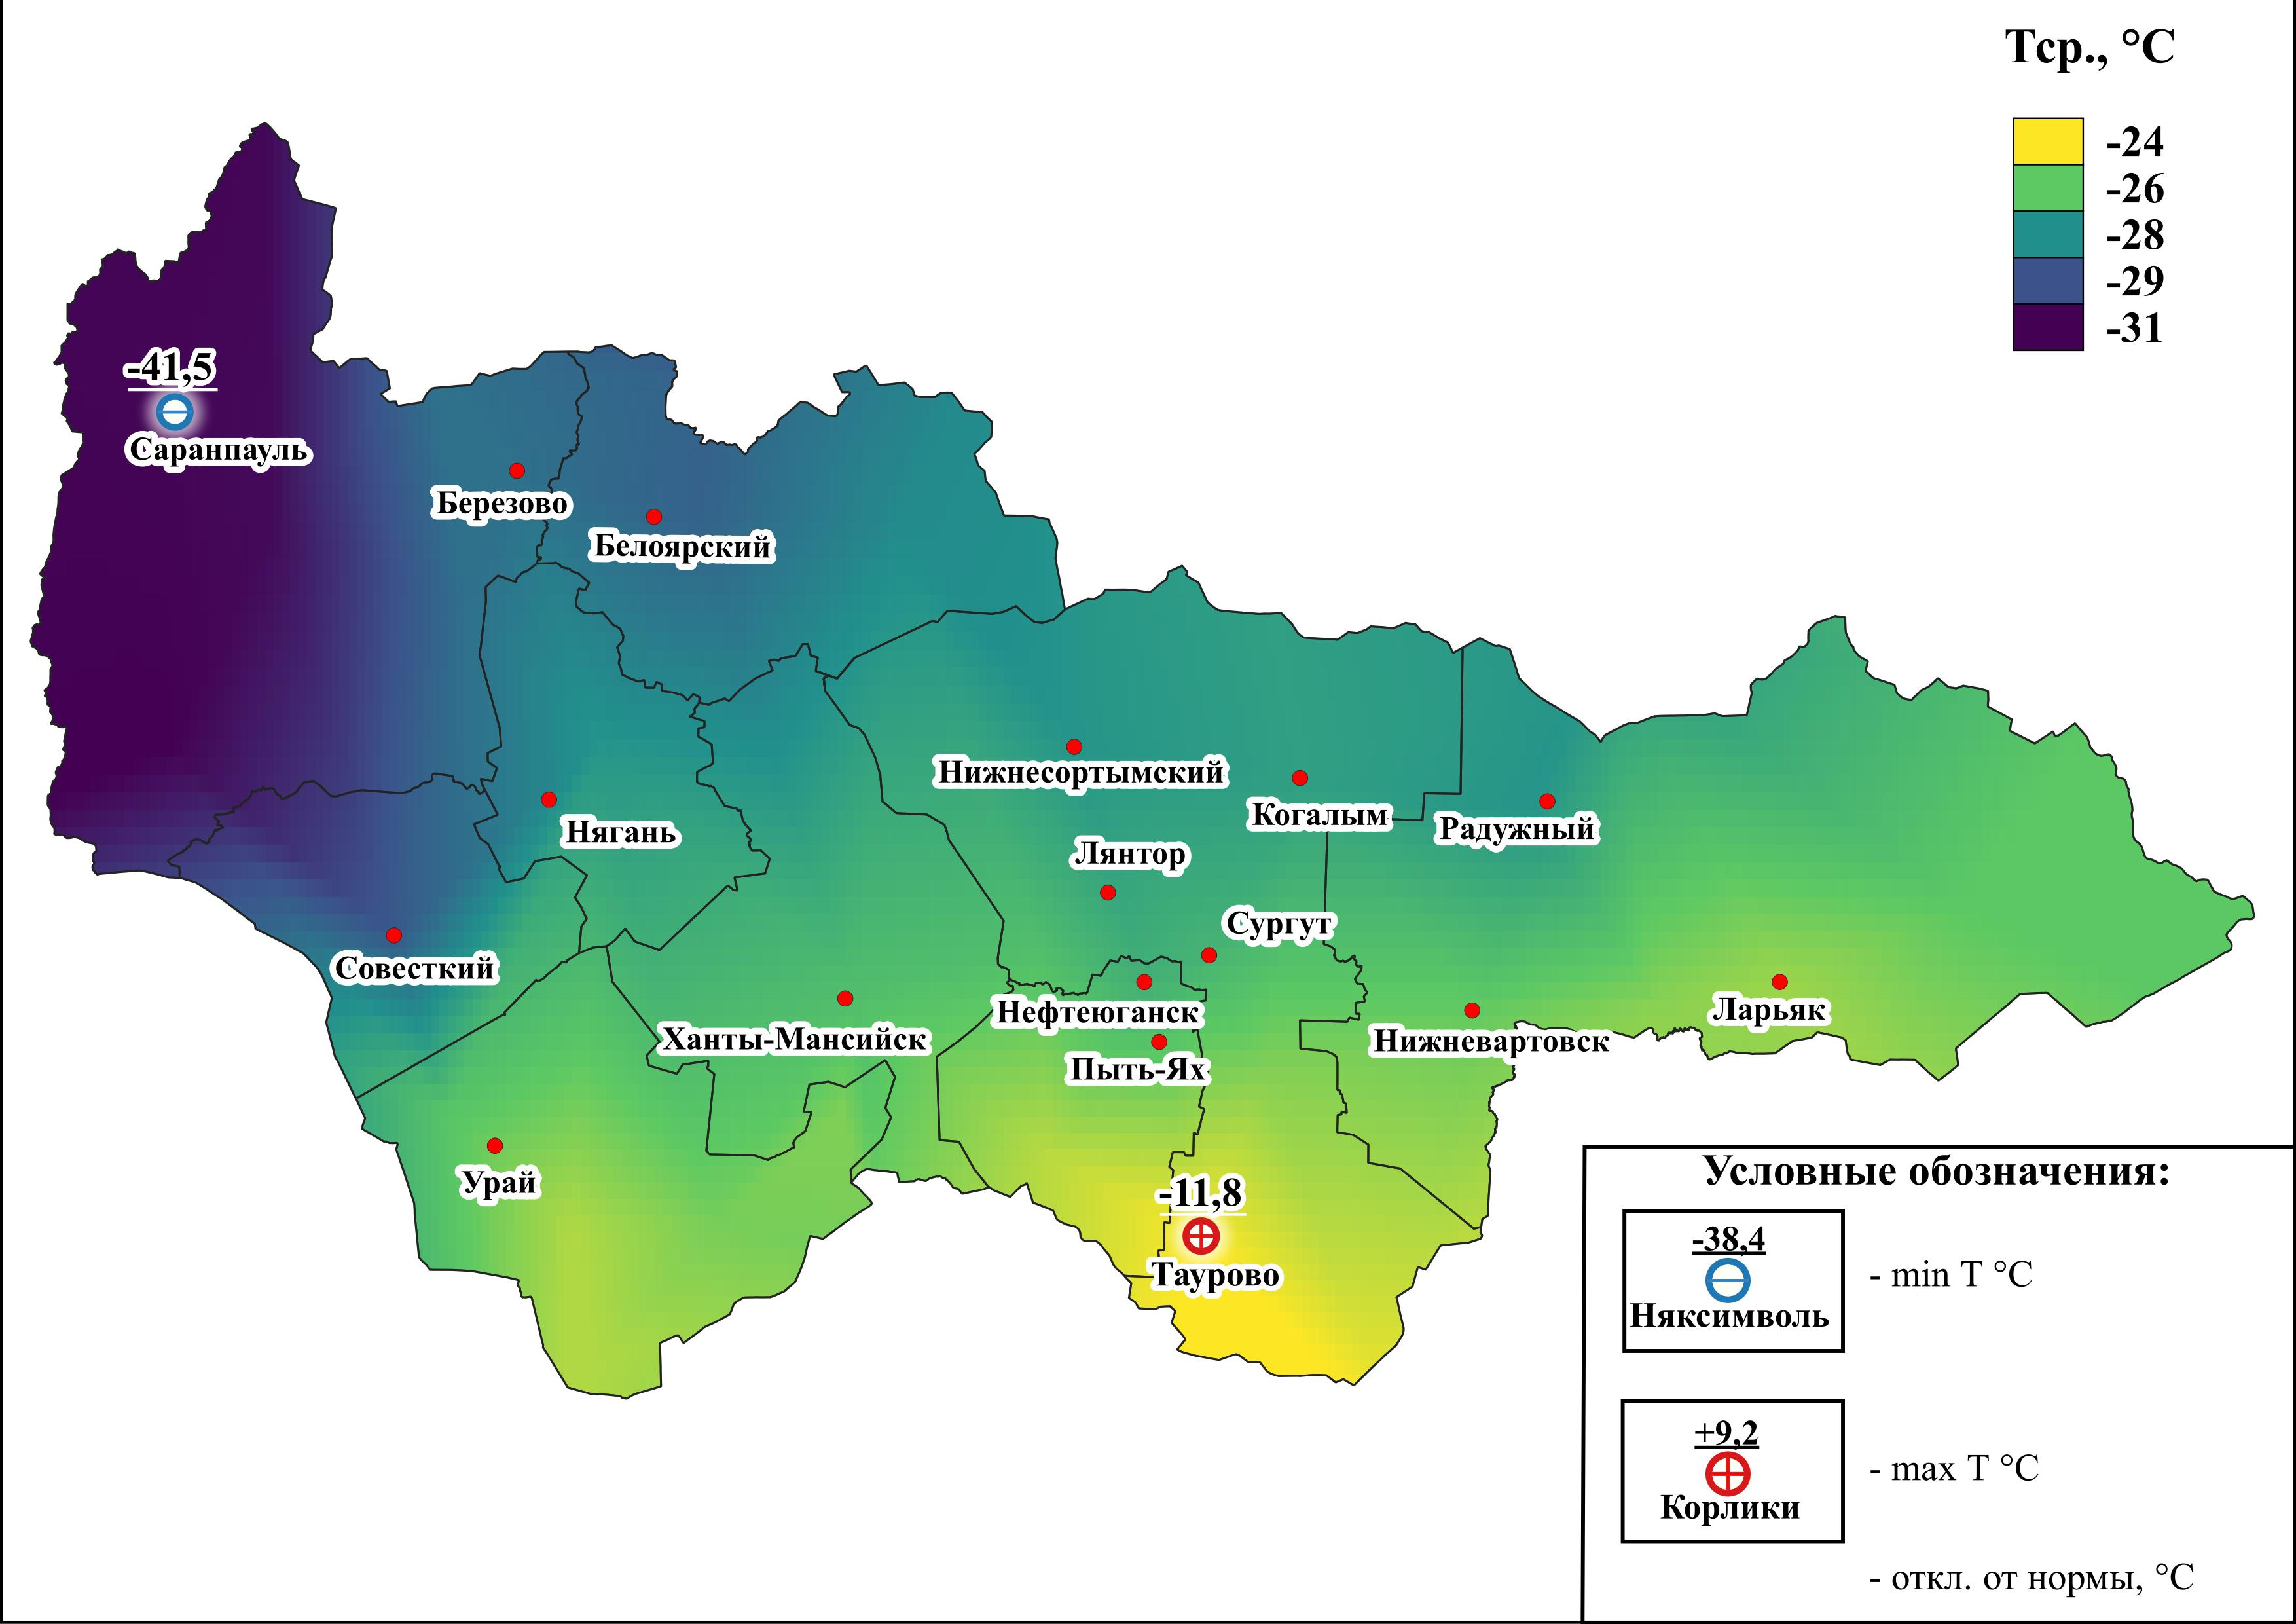 Тср., °C
-24
-26
-28
-29
-31
-41,5
Саранпауль
Березово
Белоярский
Нижнесортымский
Когалым
Радужный
Нягань
Лянтор
Сургут
Совесткий
Нефтеюганск
Ларьяк
Ханты-Мансийск
Нижневартовск
Пыть-Ях
Урай
-11,8
Таурово
Условные обозначения:
-38,4
Няксимволь
- min T °C
+9,2
Корлики
- max T °C
- откл. от нормы, °C